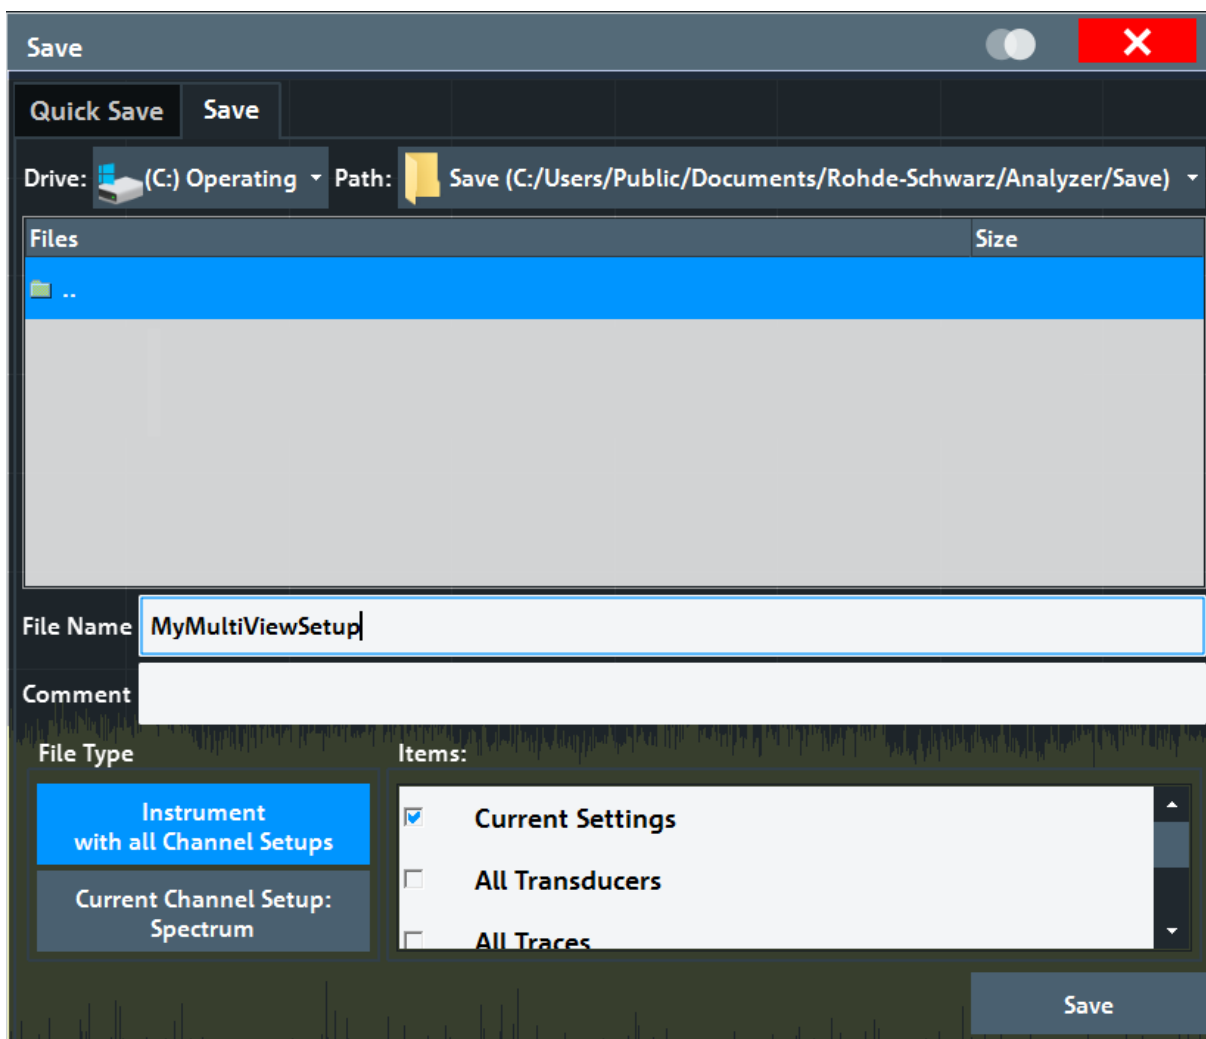 Save
Quick Save Save
Drive: (C:) Operating Path: Save (C:/Users/Public/Documents/Rohde-Schwarz/Analyzer/Save)
Files Size
..
File Name MyMultiViewSetup
Comment
File Type Items:
Instrument
with all Channel Setups
Current Channel Setup:
Spectrum
Current Settings
All Transducers
All Traces
Save